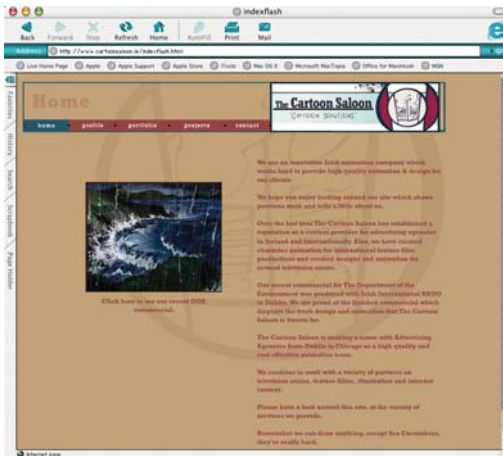 indexflash
Back Forward Stop Refresh Home AutoFill Print Mail
Address http://www.cartoonsaloon.ie/indexflash.html
Live Home Page Apple Apple Support Apple Store iTools Mac OS X Microsoft MacTopia Office for Macintosh MSN
Favorites
History
Search
Scrapbook
Page Holder
Home
The Cartoon Saloon
home profile portfolio projects contact
We are an innovative Irish animation company which
works hard to provide high quality animation & design for
our clients.
We hope you enjoy looking around our site which shows
previous work and tells a little about us.
Over the last year The Cartoon Saloon has established a
reputation as a content provider for advertising agencies
in Ireland and internationally. Also, we have created
character animation for international feature film
productions and created designs and animation for
several television series.
Our recent commercial for The Department of the
Environment was produced with Irish International BBDO
in Dublin. We are proud of the finished commercial which
displays the fresh design and animation that The Cartoon
Saloon is known for.
Click here to see our recent DOE
commercial.
The Cartoon Saloon is making a name with Advertising
Agencies from Dublin to Chicago as a high quality and
cost effective animation team.
We continue to work with a variety of partners on
television series, feature films, illustration and internet
content.
Please have a look around this site, at the variety of
services we provide.
Remember we can draw anything, except Sea Cucumbers,
they're really hard.
Internet zone